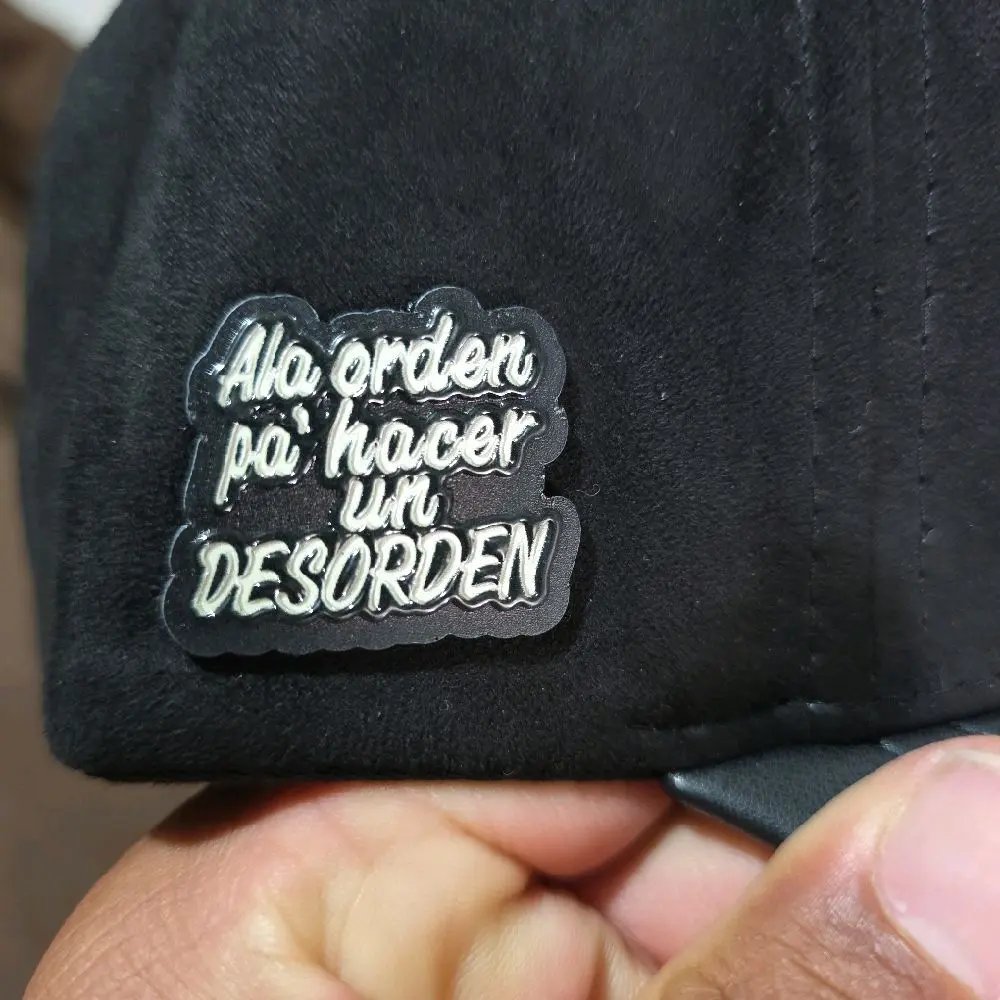 Ala orden
pa' hacer
un
DESORDEN